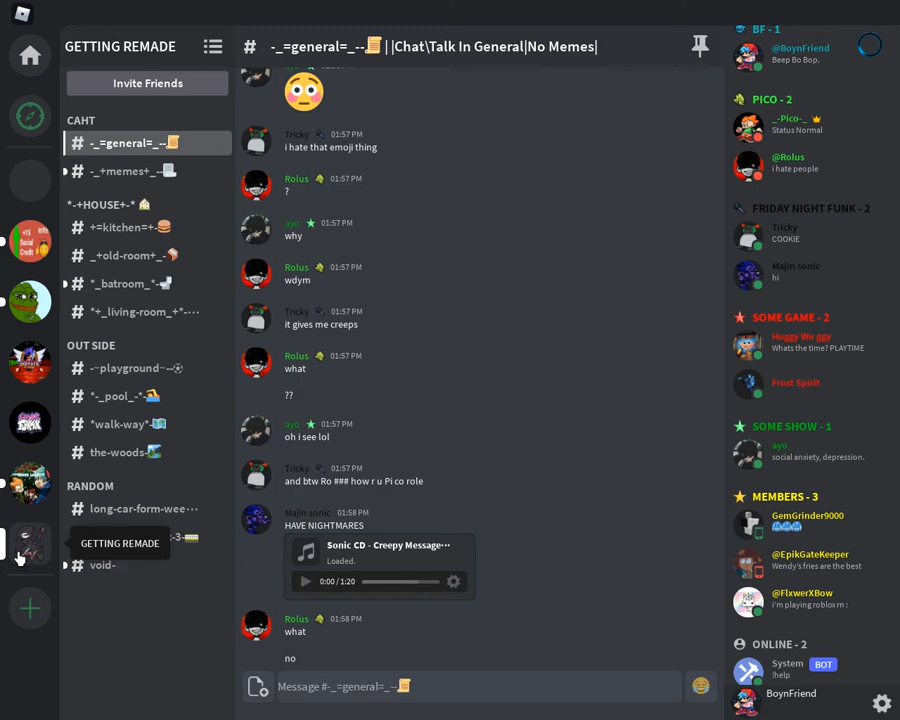 GETTING REMADE
Invite Friends
CAHT
# -_=general=_--📜
# -_+memes+_--📃
*-+HOUSE+-* 🏠
# +=kitchen=+-🍔
# _+old-room+_-🪑
# *_batroom_*-🚽
# *+_living-room_+*-···
OUT SIDE
# -~playground~--⚽
# *-_pool_-*-🏊
# *walk-way*-🗺️
# the-woods-🏞️
RANDOM
# long-car-form-wee···
-3-
GETTING REMADE
void-
# -_=general=_--📜 | |Chat\Talk In General|No Memes|
😳
Tricky 01:57 PM
i hate that emoji thing
Rolus 01:57 PM
?
ayo 01:57 PM
why
Rolus 01:57 PM
wdym
Tricky 01:57 PM
it gives me creeps
Rolus 01:57 PM
what
??
ayo 01:57 PM
oh i see lol
Tricky 01:57 PM
and btw Ro ### how r u Pi co role
Majin sonic 01:58 PM
HAVE NIGHTMARES
Sonic CD - Creepy Message···
Loaded.
0:00 / 1:20
Rolus 01:58 PM
what
no
Message #-_=general=_--📜
BF - 1
@BoynFriend
Beep Bo Bop.
PICO - 2
_-Pico-_
Status Normal
@Rolus
i hate people
FRIDAY NIGHT FUNK - 2
Tricky
COOKIE
Majin sonic
hi
SOME GAME - 2
Huggy Wu ggy
Whats the time? PLAYTIME
Frost Spirit
SOME SHOW - 1
ayo
social anxiety, depression.
MEMBERS - 3
GemGrinder9000
@EpikGateKeeper
Wendy's fries are the best
@FlxwerXBow
i'm playing roblox rn :
ONLINE - 2
System BOT
!help
BoynFriend